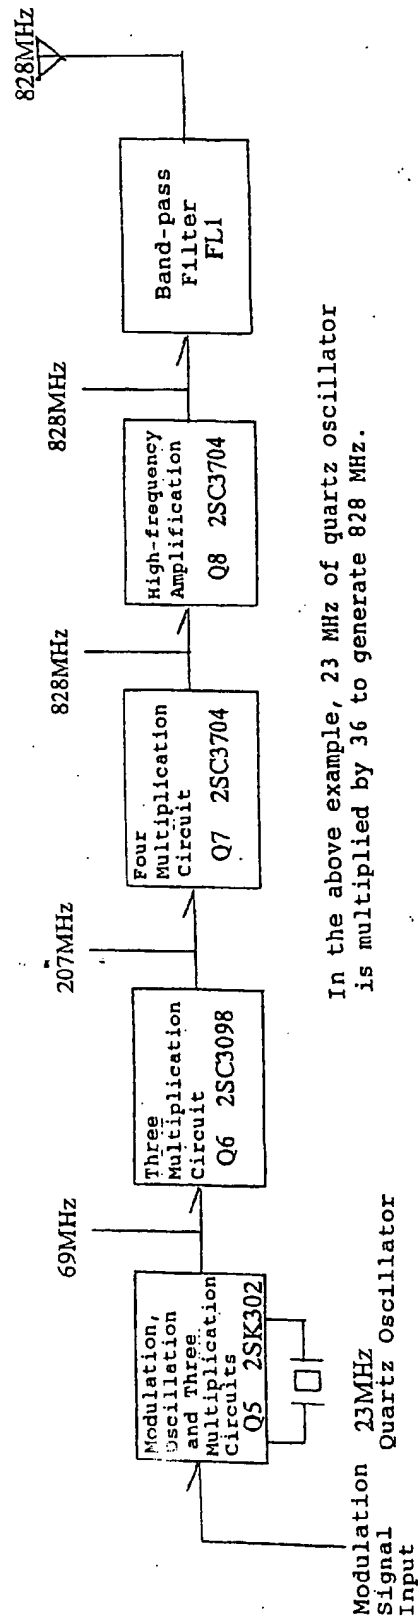 828MHz
Band-pass
Filter
FL1
828MHz
High-frequency
Amplification
Q8 2SC3704
828MHz
Four
Multiplication
Circuit
Q7 2SC3704
207MHz
Three
Multiplication
Circuit
Q6 2SC3098
69MHz
Modulation,
Oscillation
and Three
Multiplication
Circuits
Q5 2SK302
Modulation
Signal
Input
23MHz
Quartz Oscillator
In the above example, 23 MHz of quartz oscillator
is multiplied by 36 to generate 828 MHz.